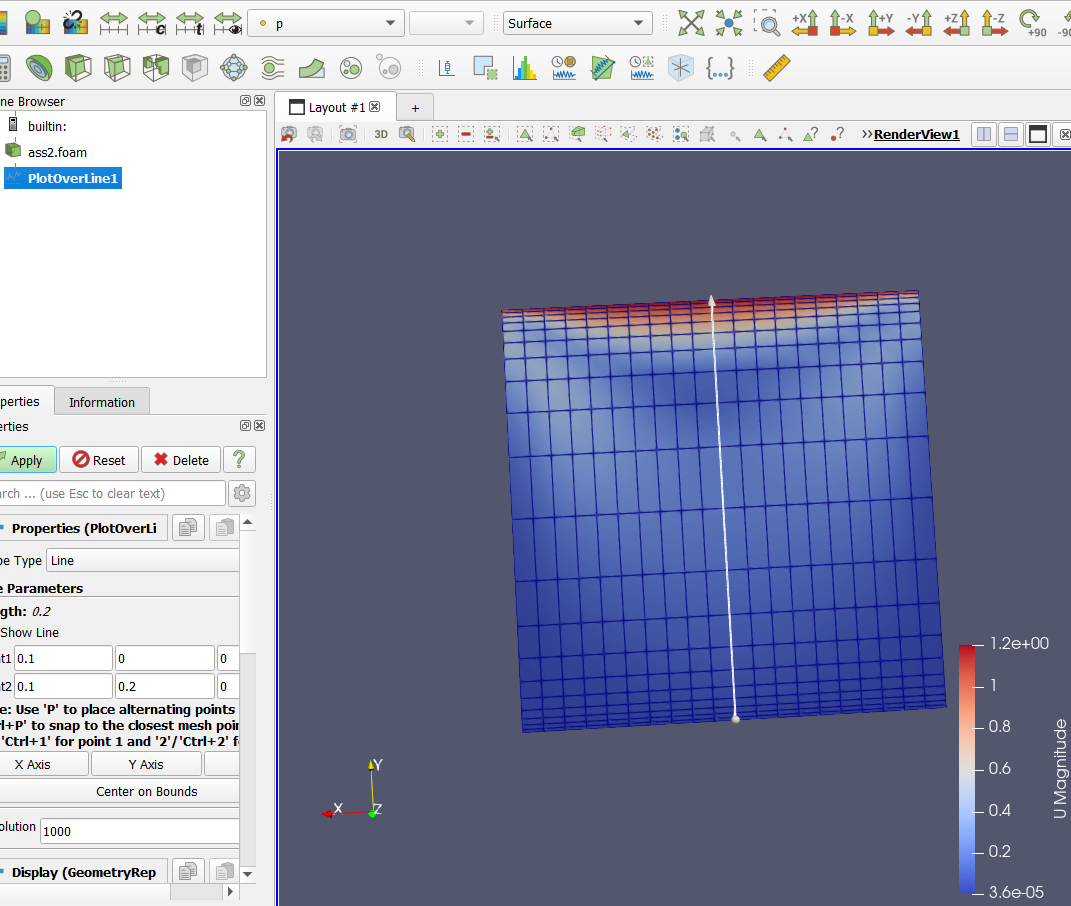 p
Surface
+X
-X
+Y
-Y
+Z
-Z
+90
-90
ne Browser
builtin:
ass2.foam
PlotOverLine1
Layout #1
+
3D
>>RenderView1
perties
Information
erties
Apply
Reset
Delete
?
rch ... (use Esc to clear text)
Properties (PlotOverLi
be Type
Line
e Parameters
gth: 0.2
Show Line
t1
0.1
0
0
t2
0.1
0.2
0
e: Use 'P' to place alternating points
rl+P' to snap to the closest mesh poin
'Ctrl+1' for point 1 and '2'/'Ctrl+2' f
X Axis
Y Axis
Center on Bounds
olution
1000
Display (GeometryRep
Y
X
Z
1.2e+00
1
0.8
0.6
0.4
0.2
3.6e-05
U Magnitude